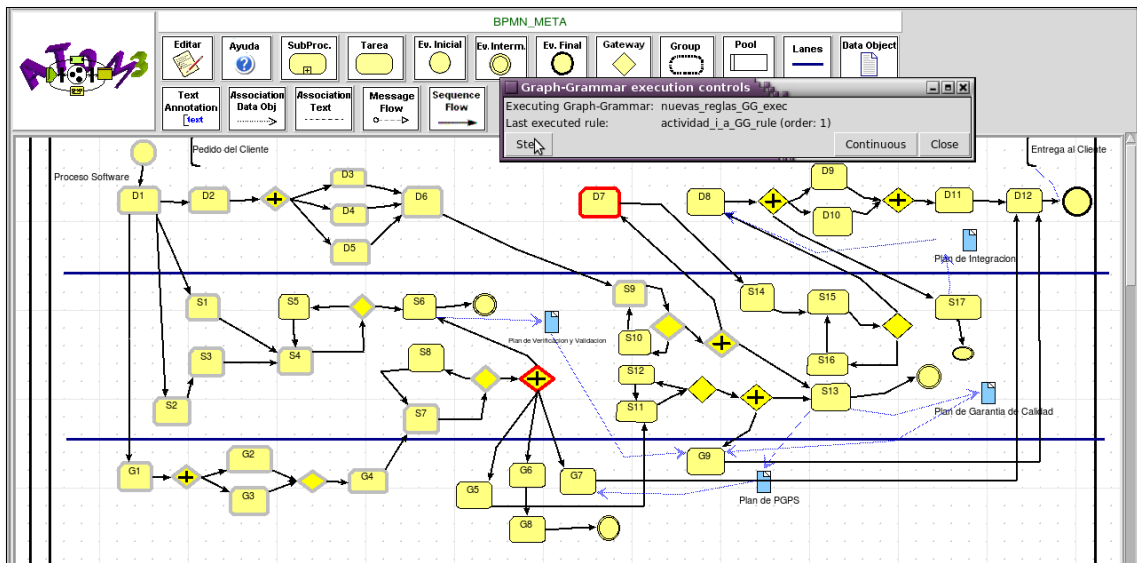 BPMN_META
ATOM3
Editar
Ayuda
SubProc.
Tarea
Ev. Inicial
Ev. Interm.
Ev. Final
Gateway
Group
Pool
Lanes
Data Object
Text Annotation
[text
Association Data Obj
Association Text
Message Flow
Sequence Flow
Graph-Grammar execution controls
Executing Graph-Grammar: nuevas_reglas_GG_exec
Last executed rule: actividad_i_a_GG_rule (order: 1)
Continuous
Close
Pedido del Cliente
Entrega al Cliente
Proceso Software
D1
D2
D3
D4
D5
D6
D7
D8
D9
D10
D11
D12
Plan de Integracion
S1
S2
S3
S4
S5
S6
Plan de Verificacion y Validacion
S7
S8
S9
S10
S11
S12
S13
S14
S15
S16
S17
Plan de Garantia de Calidad
G1
G2
G3
G4
G5
G6
G7
G8
G9
Plan de PGPS